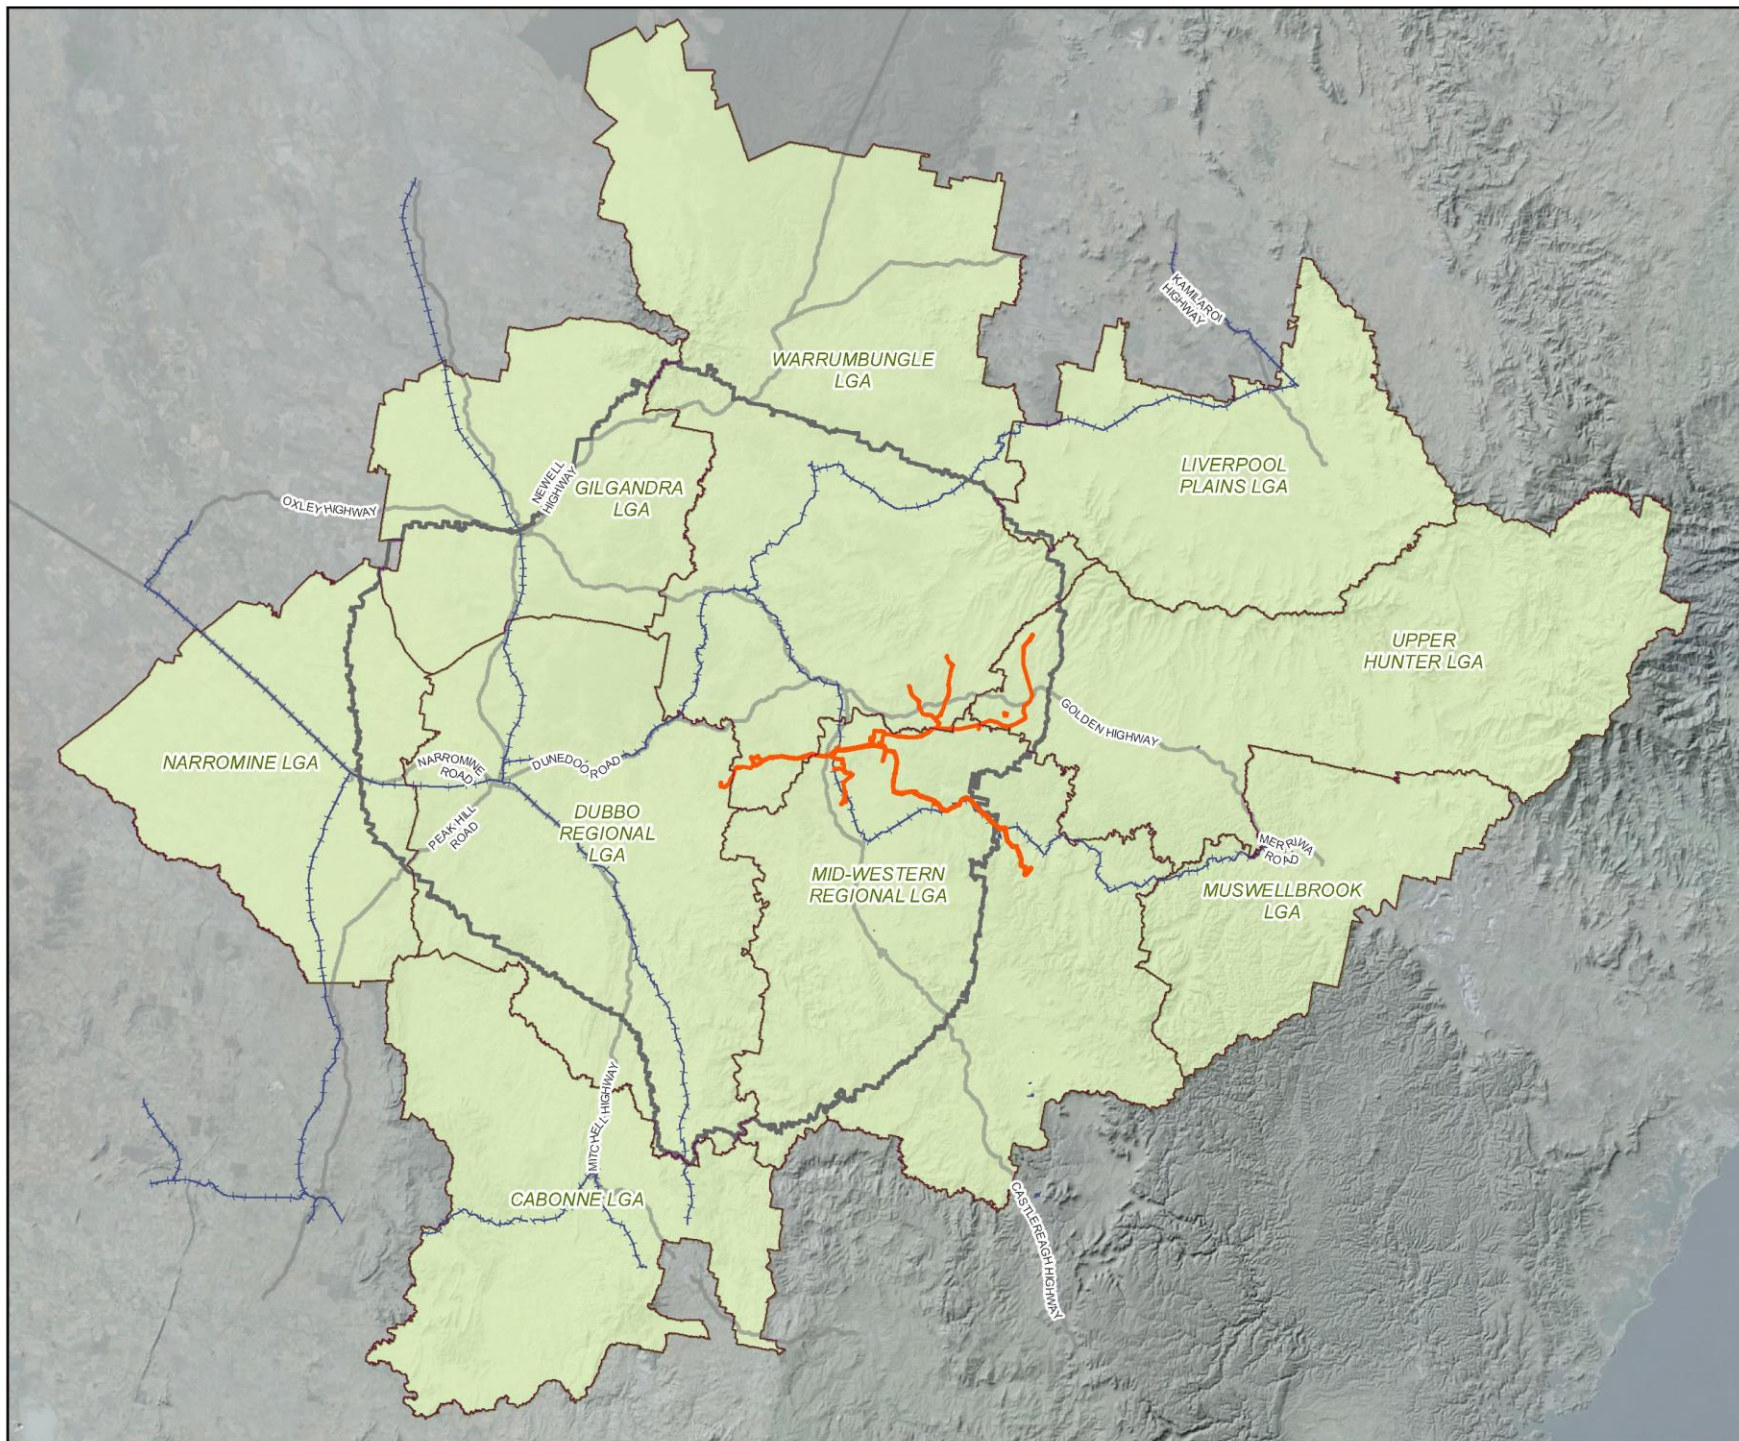 KAMILAROI
HIGHWAY
WARRUMBUNGLE
LGA
LIVERPOOL
PLAINS LGA
NEWELL
HIGHWAY
GILGANDRA
LGA
OXLEY HIGHWAY
UPPER
HUNTER LGA
GOLDEN HIGHWAY
NARROMINE LGA
NARROMINE
ROAD
DUNEDOO ROAD
PEAK HILL
ROAD
DUBBO
REGIONAL
LGA
MERRIWA
ROAD
MID-WESTERN
REGIONAL LGA
MUSWELLBROOK
LGA
MITCHELL HIGHWAY
CABONNE LGA
CASTLEREAGH HIGHWAY